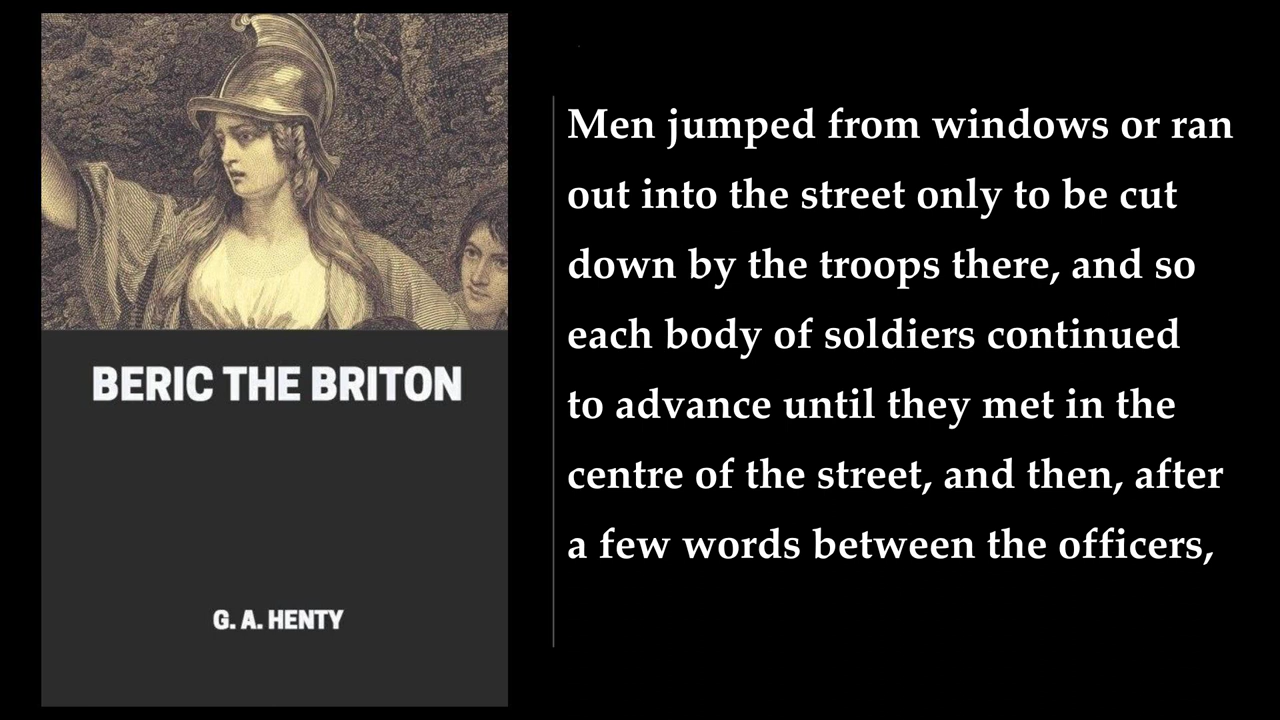 BERIC THE BRITON
G. A. HENTY
Men jumped from windows or ran
out into the street only to be cut
down by the troops there, and so
each body of soldiers continued
to advance until they met in the
centre of the street, and then, after
a few words between the officers,